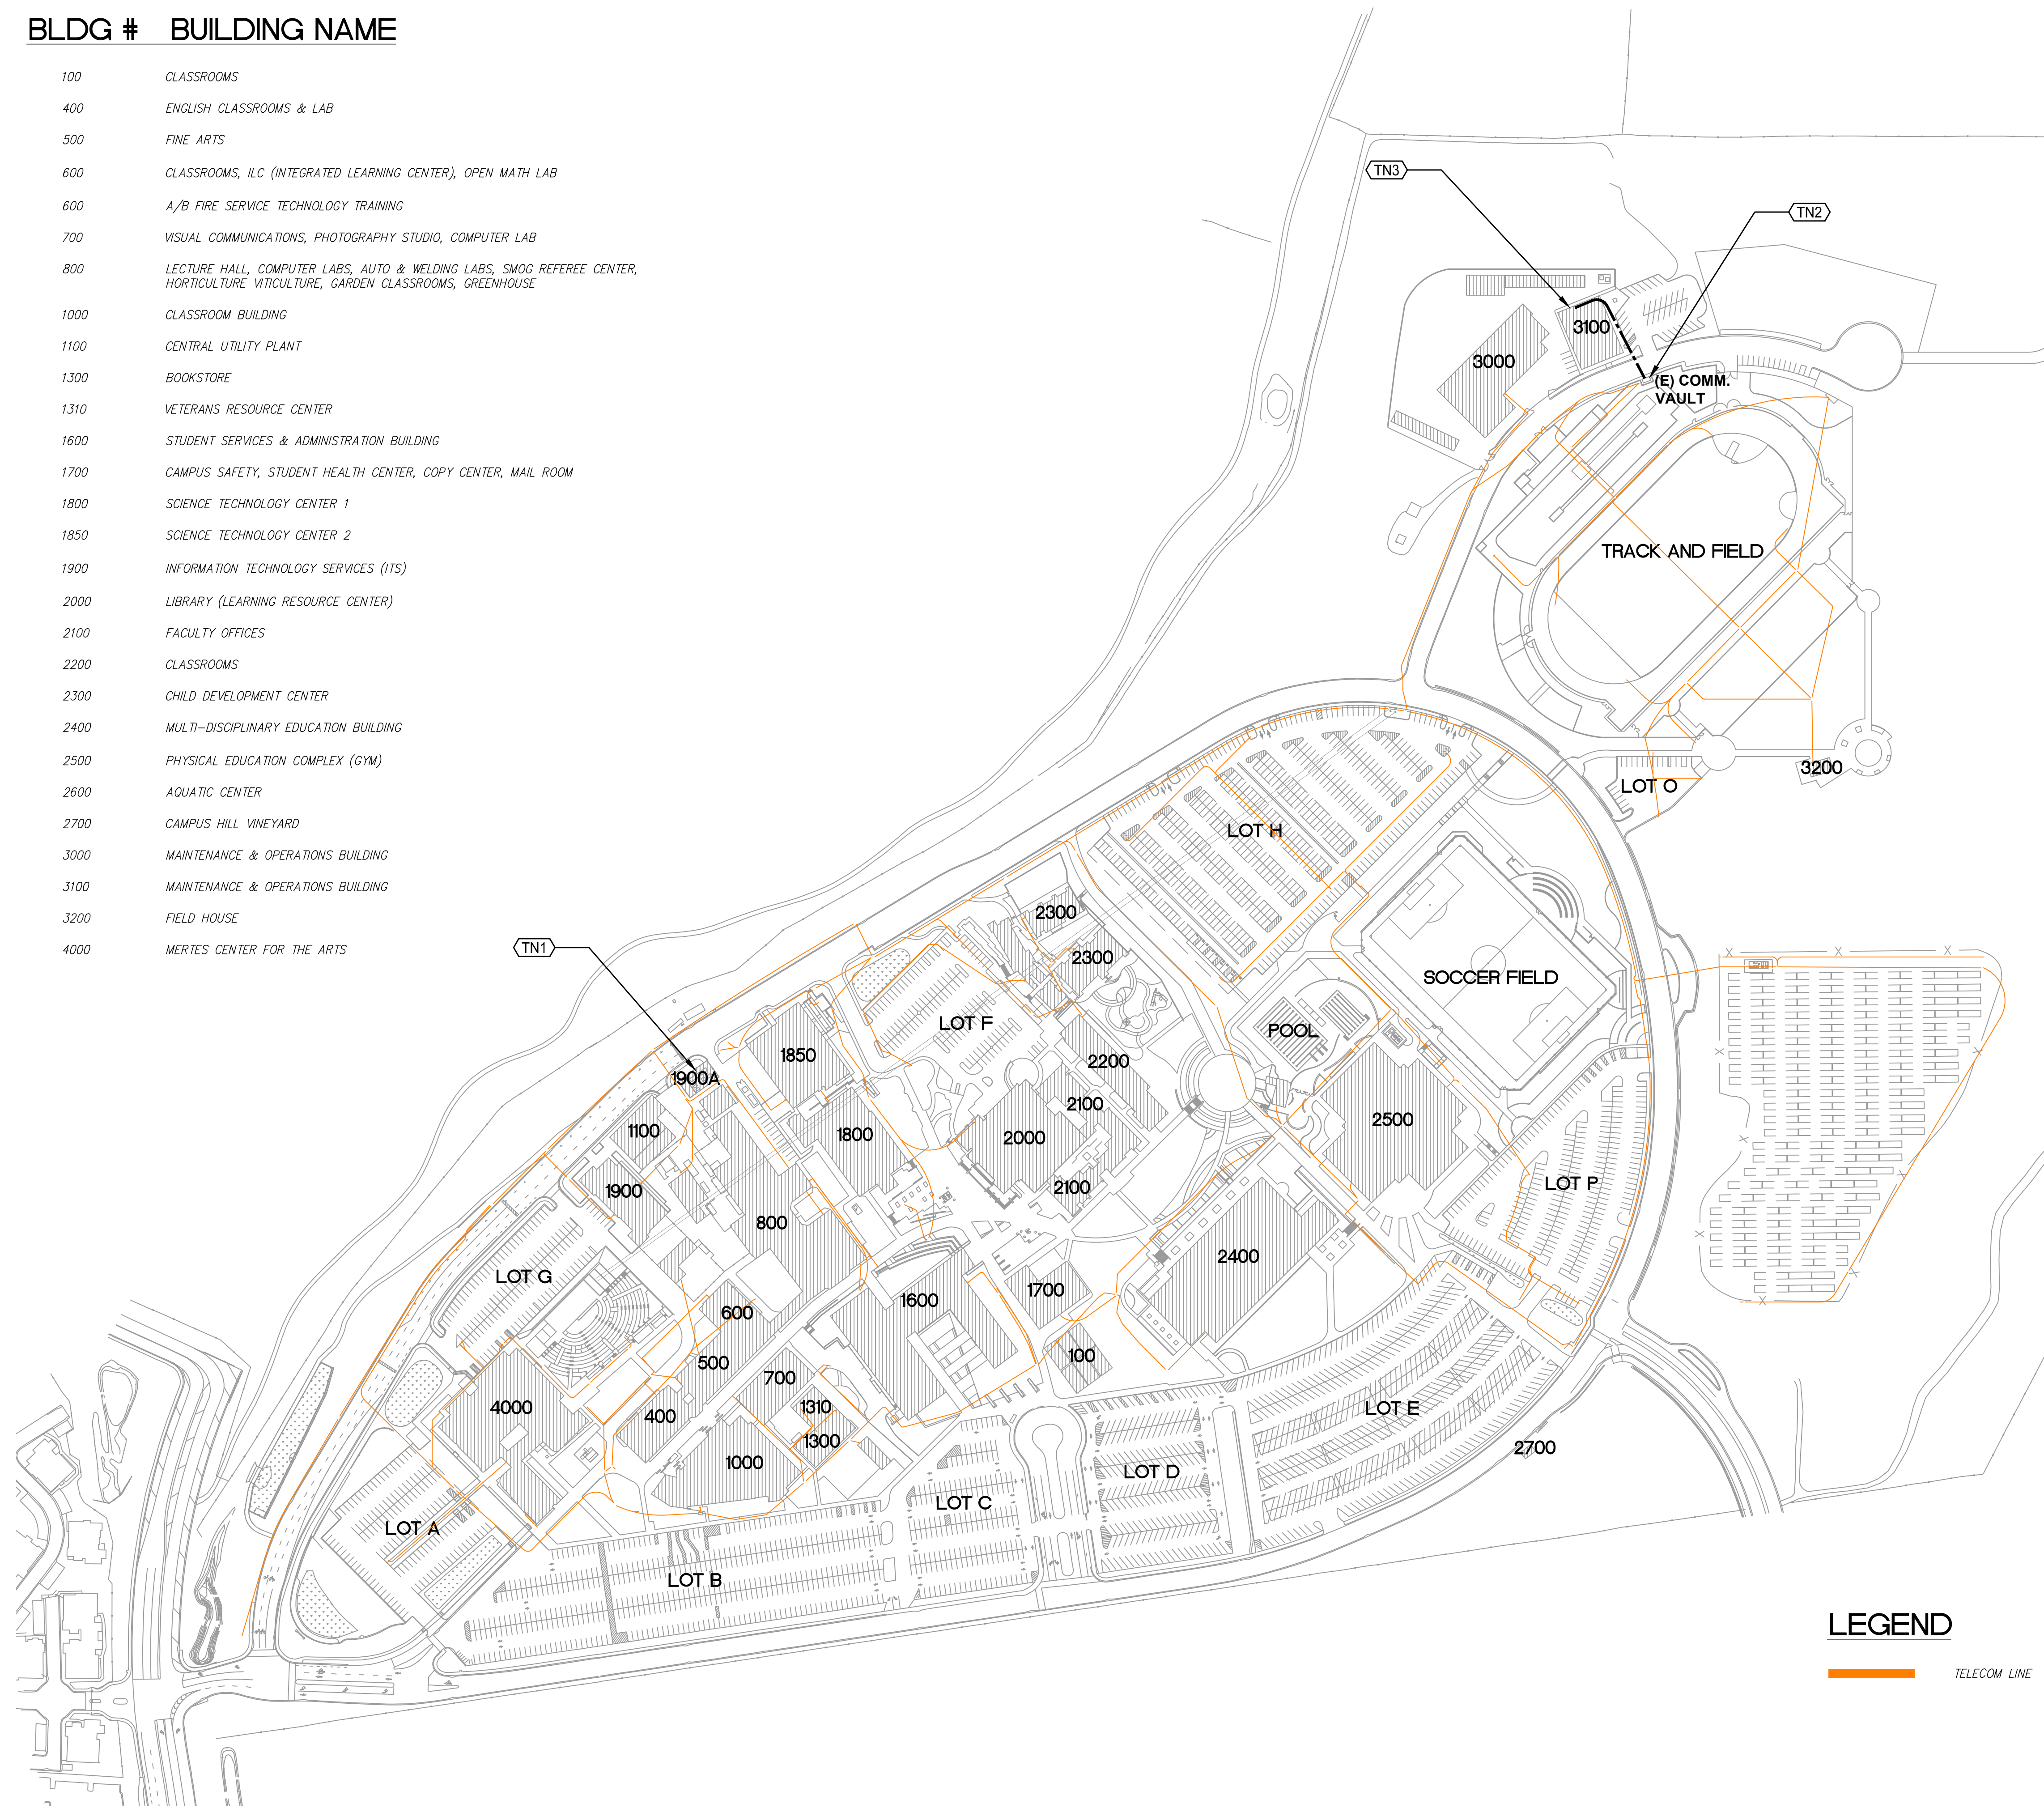 BLDG # BUILDING NAME
100 CLASSROOMS
400 ENGLISH CLASSROOMS & LAB
500 FINE ARTS
600 CLASSROOMS, ILC (INTEGRATED LEARNING CENTER), OPEN MATH LAB
600 A/B FIRE SERVICE TECHNOLOGY TRAINING
700 VISUAL COMMUNICATIONS, PHOTOGRAPHY STUDIO, COMPUTER LAB
800 LECTURE HALL, COMPUTER LABS, AUTO & WELDING LABS, SMOG REFEREE CENTER,
HORTICULTURE VITICULTURE, GARDEN CLASSROOMS, GREENHOUSE
1000 CLASSROOM BUILDING
1100 CENTRAL UTILITY PLANT
1300 BOOKSTORE
1310 VETERANS RESOURCE CENTER
1600 STUDENT SERVICES & ADMINISTRATION BUILDING
1700 CAMPUS SAFETY, STUDENT HEALTH CENTER, COPY CENTER, MAIL ROOM
1800 SCIENCE TECHNOLOGY CENTER 1
1850 SCIENCE TECHNOLOGY CENTER 2
1900 INFORMATION TECHNOLOGY SERVICES (ITS)
2000 LIBRARY (LEARNING RESOURCE CENTER)
2100 FACULTY OFFICES
2200 CLASSROOMS
2300 CHILD DEVELOPMENT CENTER
2400 MULTI-DISCIPLINARY EDUCATION BUILDING
2500 PHYSICAL EDUCATION COMPLEX (GYM)
2600 AQUATIC CENTER
2700 CAMPUS HILL VINEYARD
3000 MAINTENANCE & OPERATIONS BUILDING
3100 MAINTENANCE & OPERATIONS BUILDING
3200 FIELD HOUSE
4000 MERTES CENTER FOR THE ARTS
TN3
TN2
3100
3000
(E) COMM.
VAULT
TRACK AND FIELD
3200
LOT O
LOT H
2300
TN1
2300
SOCCER FIELD
LOT F
POOL
1850
2200
1900A
2100
2500
1100
1800
2000
LOT P
2100
1900
800
2400
LOT G
1700
1600
600
100
500
700
4000
1310
LOT E
400
1300
2700
1000
LOT D
LOT C
LOT A
LOT B
LEGEND
TELECOM LINE